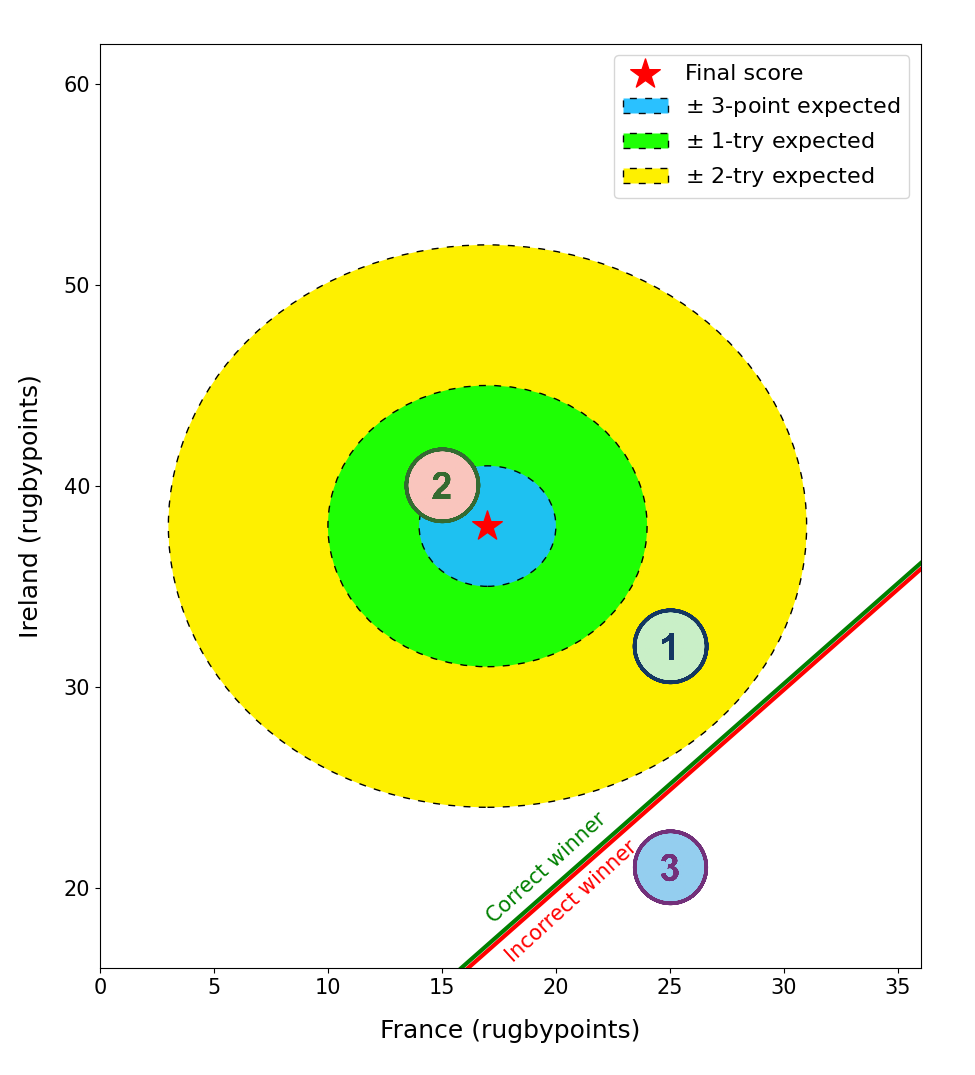 Final score
± 3-point expected
± 1-try expected
± 2-try expected
60
50
40
30
20
Ireland (rugbypoints)
2
1
3
Correct winner
Incorrect winner
0
5
10
15
20
25
30
35
France (rugbypoints)